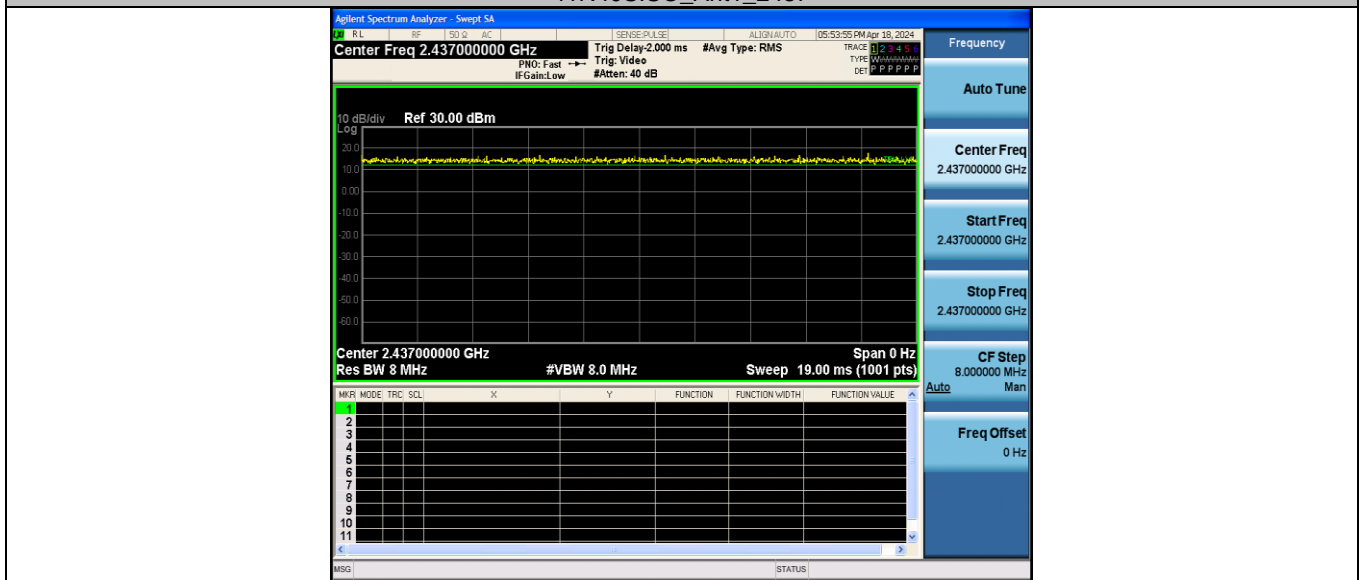 Agilent Spectrum Analyzer - Swept SA
RL RF 50 Ω AC SENSE:PULSE ALIGNAUTO 05:53:55 PM Apr 18, 2024
Center Freq 2.437000000 GHz
PNO: Fast
IFGain:Low
Trig Delay-2.000 ms
Trig: Video
#Atten: 40 dB
#Avg Type: RMS
TRACE 1 2 3 4 5 6
TYPE W
DET P P P P P P
10 dB/div Ref 30.00 dBm
Log
20.0
10.0
0.00
-10.0
-20.0
-30.0
-40.0
-50.0
-60.0
Center 2.437000000 GHz Span 0 Hz
Res BW 8 MHz #VBW 8.0 MHz Sweep 19.00 ms (1001 pts)
MKR MODE TRC SCL X Y FUNCTION FUNCTION WIDTH FUNCTION VALUE
1
2
3
4
5
6
7
8
9
10
11
MSG STATUS
Frequency
Auto Tune
Center Freq
2.437000000 GHz
Start Freq
2.437000000 GHz
Stop Freq
2.437000000 GHz
CF Step
8.000000 MHz
Auto Man
Freq Offset
0 Hz